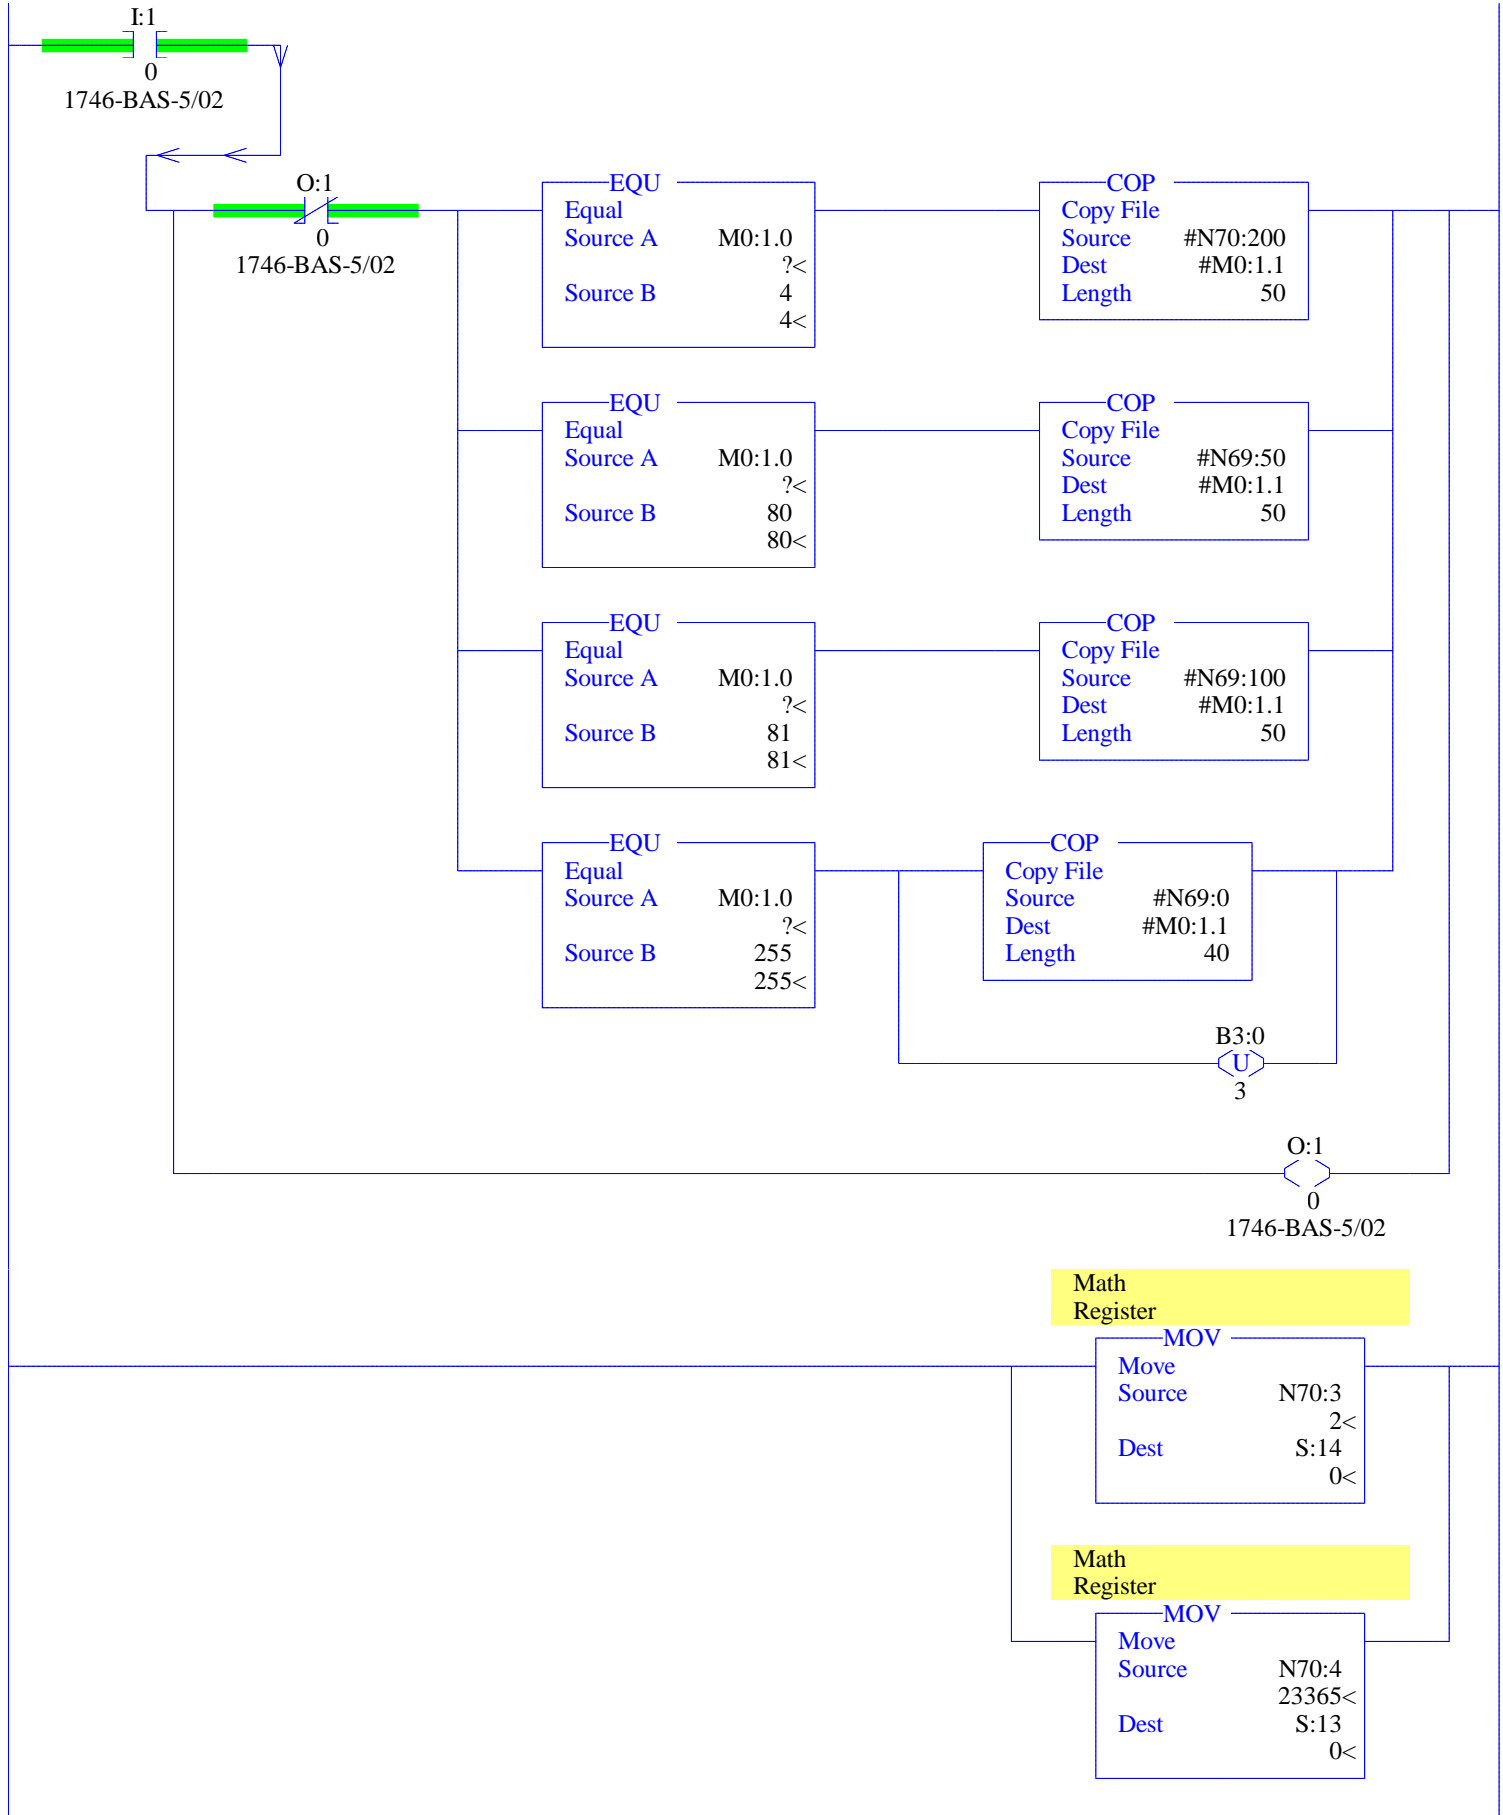 I:1
0
1746-BAS-5/02
O:1
0
1746-BAS-5/02
EQU
Equal
Source A M0:1.0
?<
Source B 4
4<
COP
Copy File
Source #N70:200
Dest #M0:1.1
Length 50
EQU
Equal
Source A M0:1.0
?<
Source B 80
80<
COP
Copy File
Source #N69:50
Dest #M0:1.1
Length 50
EQU
Equal
Source A M0:1.0
?<
Source B 81
81<
COP
Copy File
Source #N69:100
Dest #M0:1.1
Length 50
EQU
Equal
Source A M0:1.0
?<
Source B 255
255<
COP
Copy File
Source #N69:0
Dest #M0:1.1
Length 40
B3:0
U
3
O:1
0
1746-BAS-5/02
Math
Register
MOV
Move
Source N70:3
2<
Dest S:14
0<
Math
Register
MOV
Move
Source N70:4
23365<
Dest S:13
0<